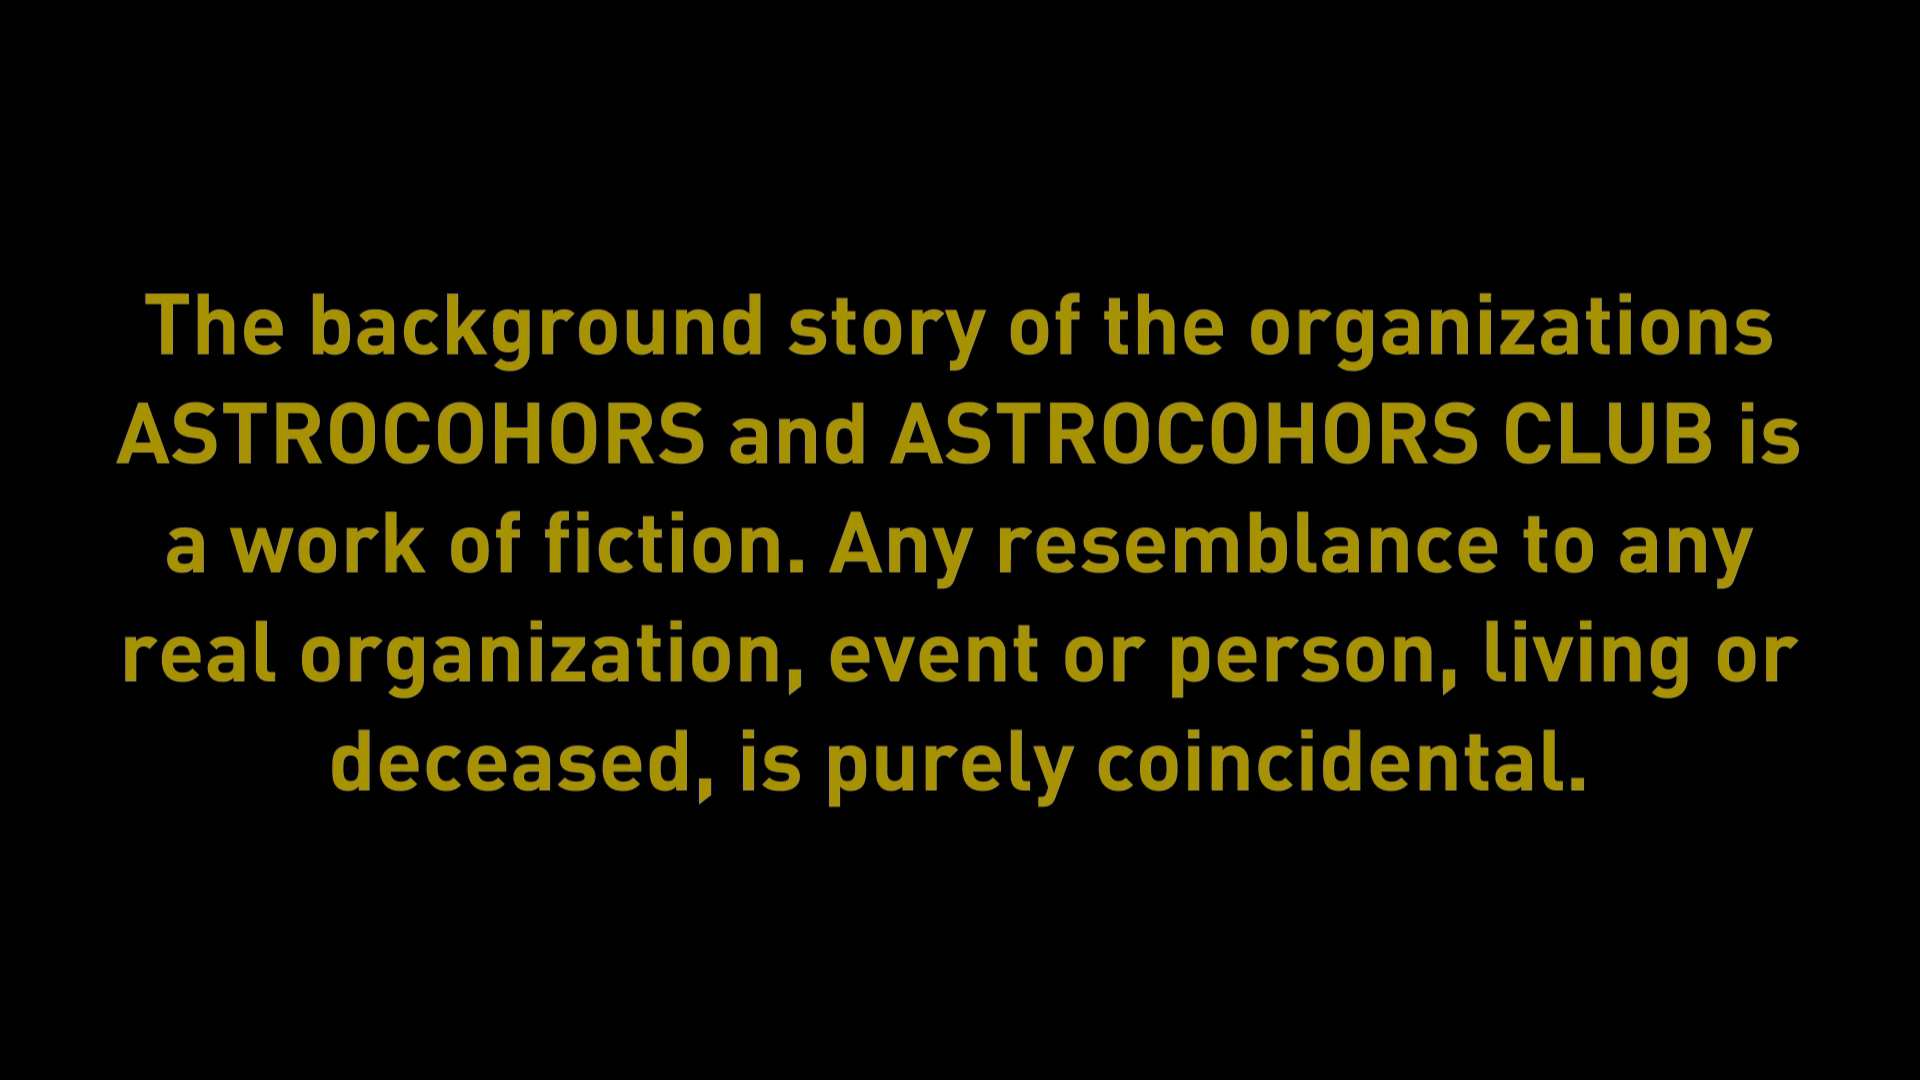 The background story of the organizations
ASTROCOHORS and ASTROCOHORS CLUB is
a work of fiction. Any resemblance to any
real organization, event or person, living or
deceased, is purely coincidental.